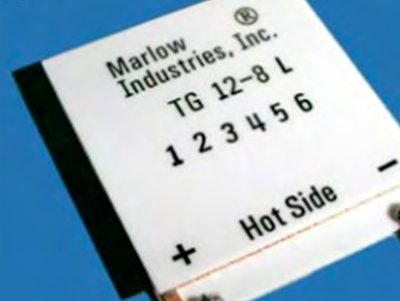 ®
Marlow
Industries, Inc.
TG 12-8 L
1 2 3 4 5 6
Hot Side
+ -